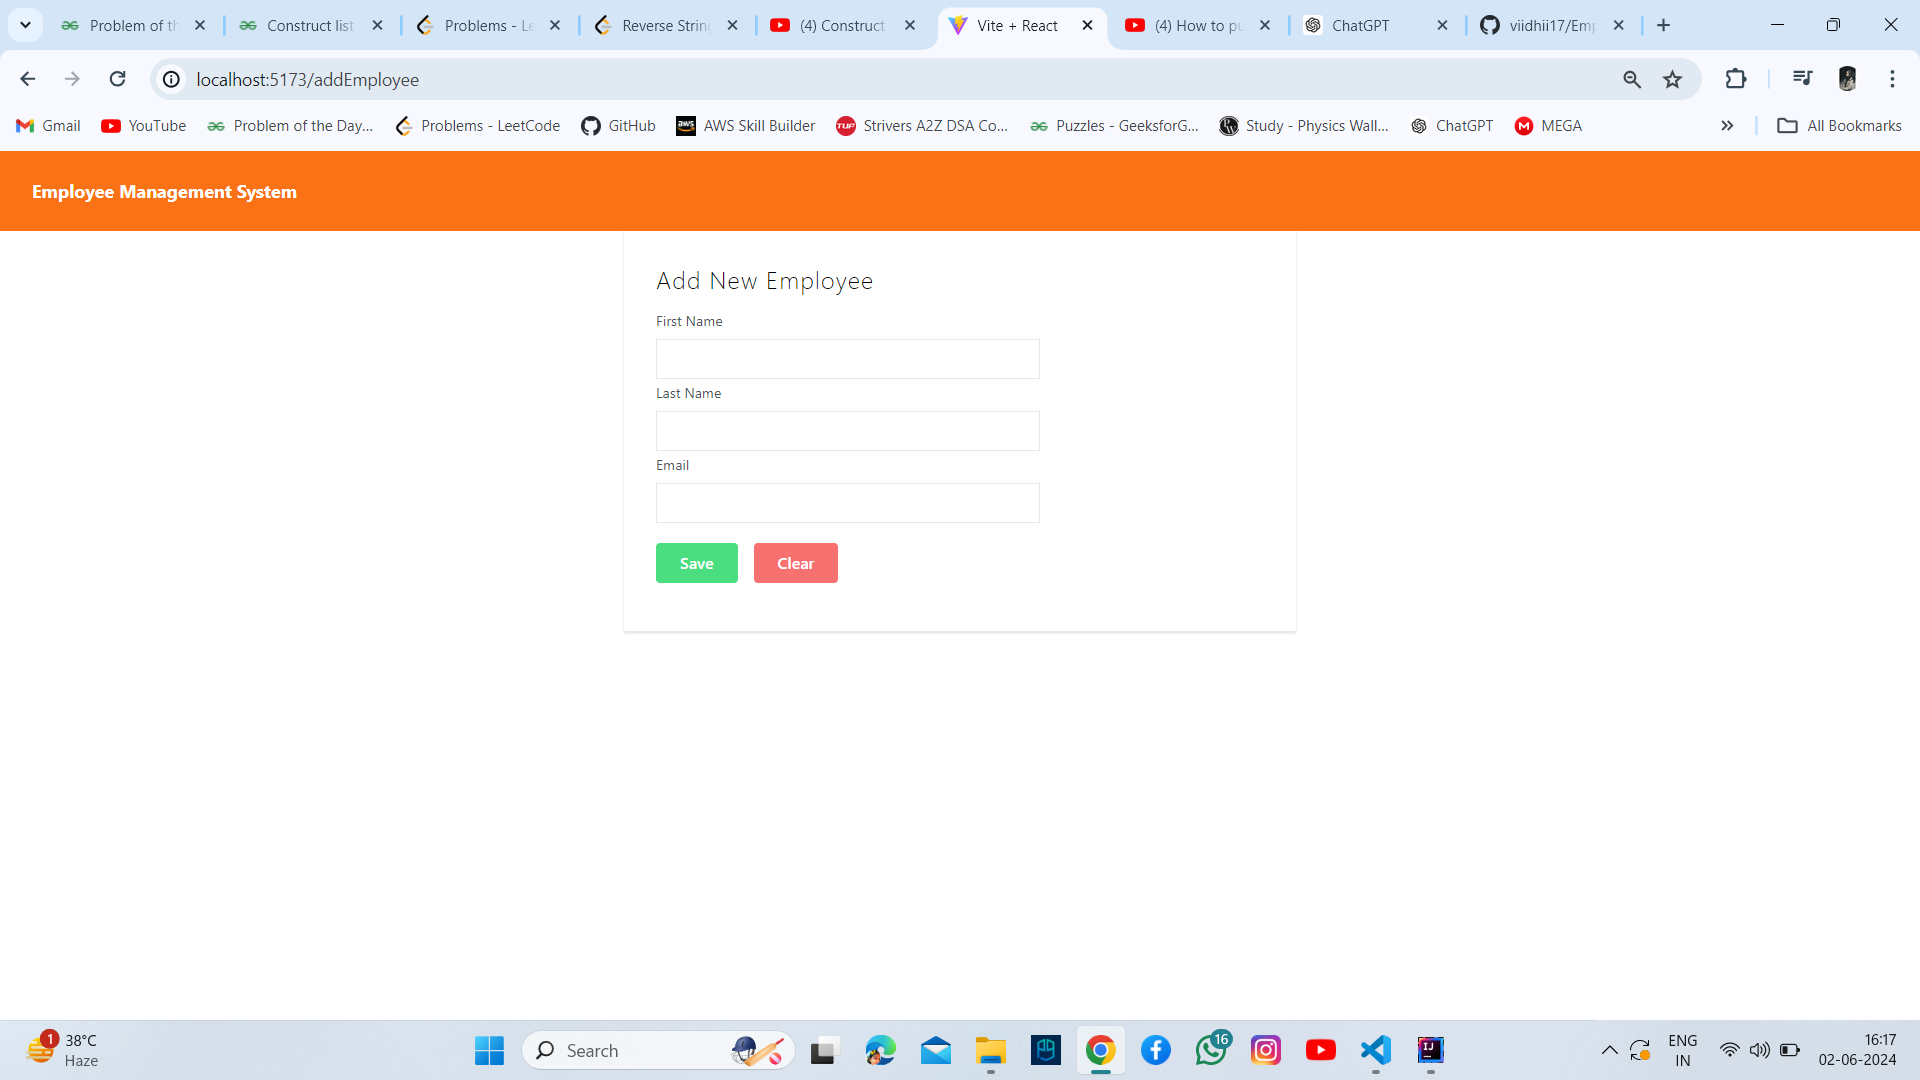 Problem of th
Construct list
Problems - Le
Reverse String
(4) Construct
Vite + React
(4) How to pu
ChatGPT
viidhii17/Emp
localhost:5173/addEmployee
Gmail
YouTube
Problem of the Day...
Problems - LeetCode
GitHub
AWS Skill Builder
Strivers A2Z DSA Co...
Puzzles - GeeksforG...
Study - Physics Wall...
ChatGPT
MEGA
All Bookmarks
Employee Management System
Add New Employee
First Name
Last Name
Email
Save
Clear
1
38°C
Haze
Search
16
ENG
IN
16:17
02-06-2024